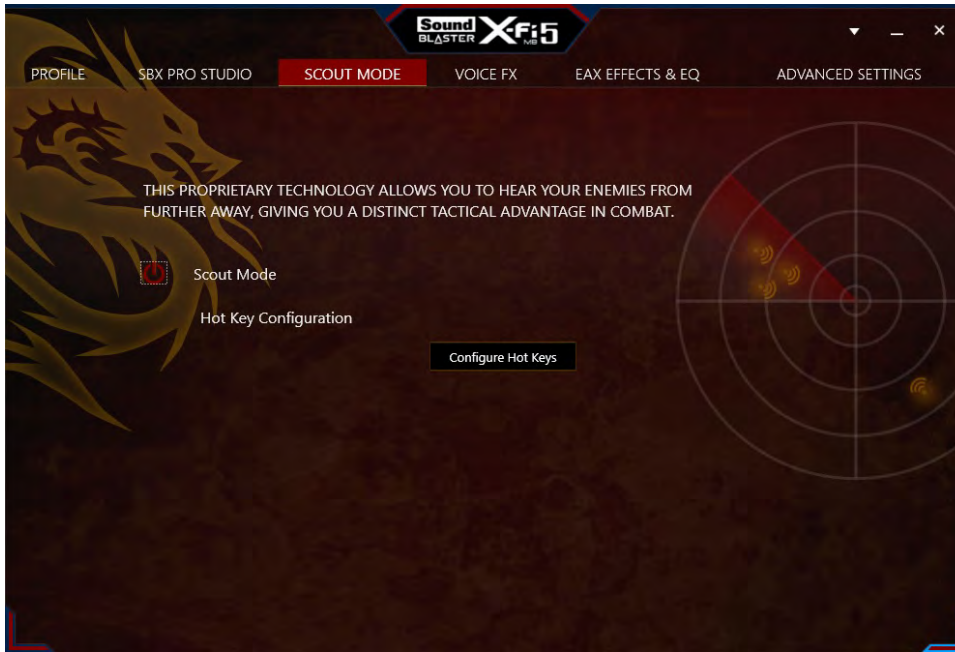 Sound
BLASTER X-Fi 5
MB
PROFILE SBX PRO STUDIO SCOUT MODE VOICE FX EAX EFFECTS & EQ ADVANCED SETTINGS
THIS PROPRIETARY TECHNOLOGY ALLOWS YOU TO HEAR YOUR ENEMIES FROM
FURTHER AWAY, GIVING YOU A DISTINCT TACTICAL ADVANTAGE IN COMBAT.
Scout Mode
Hot Key Configuration
Configure Hot Keys